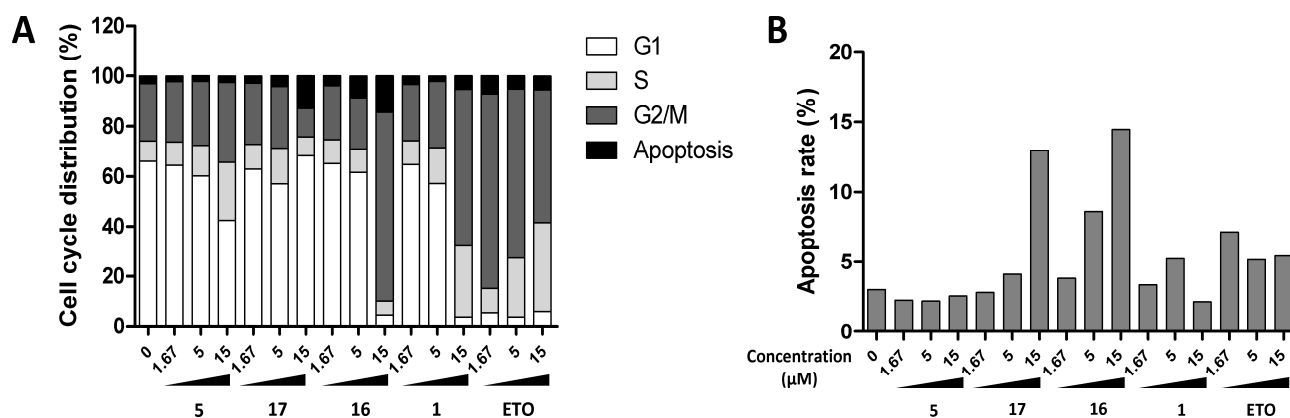 A
Cell cycle distribution (%)
120
100
80
60
40
20
0
0 1.67 5 15 1.67 5 15 1.67 5 15 1.67 5 15 1.67 5 15
5 17 16 1 ETO
G1
S
G2/M
Apoptosis
B
Apoptosis rate (%)
20
15
10
5
0
Concentration
(μM)
0 1.67 5 15 1.67 5 15 1.67 5 15 1.67 5 15 1.67 5 15
5 17 16 1 ETO